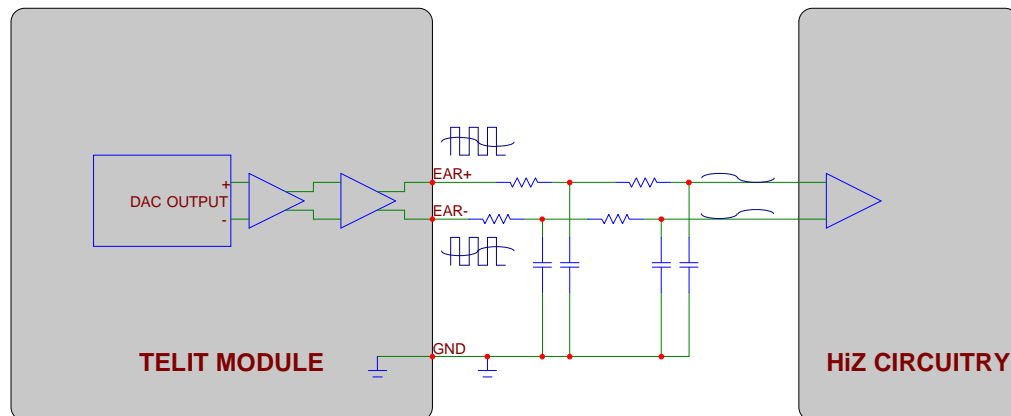 EAR+
+
DAC OUTPUT
-
EAR-
GND
TELIT MODULE
HiZ CIRCUITRY